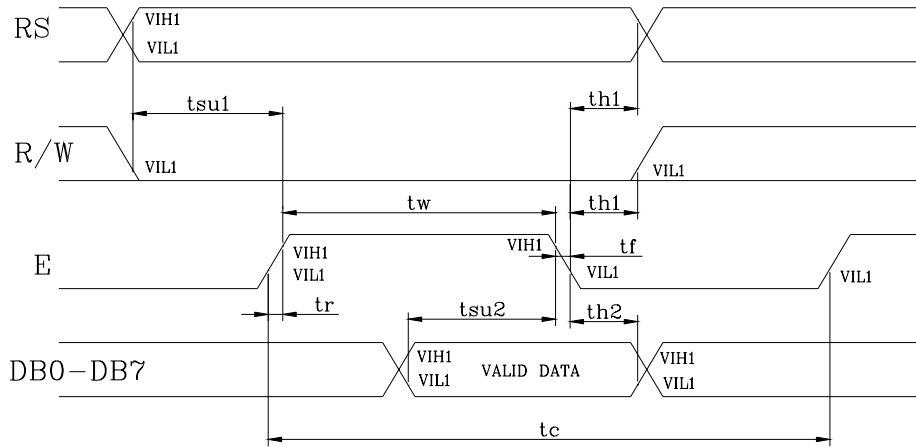 RS
VIH1
VIL1
tsu1
th1
R/W
VIL1
VIL1
tw
th1
E
VIH1
VIL1
VIH1
tf
VIL1
VIL1
tr
tsu2
th2
DB0-DB7
VIH1
VIL1
VALID DATA
VIH1
VIL1
tc